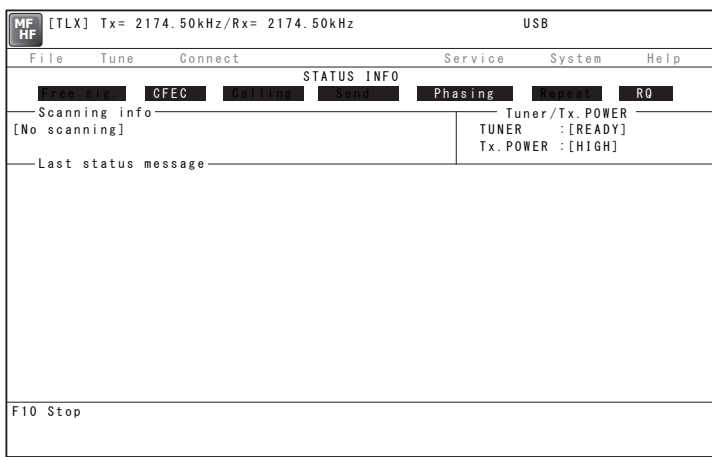 MF
HF
[TLX] Tx= 2174.50kHz/Rx= 2174.50kHz USB
File Tune Connect Service System Help
STATUS INFO
Free sig. CFEC Calling Send Phasing Repeat RQ
Scanning info
[No scanning]
Tuner/Tx.POWER
TUNER :[READY]
Tx.POWER :[HIGH]
Last status message
F10 Stop